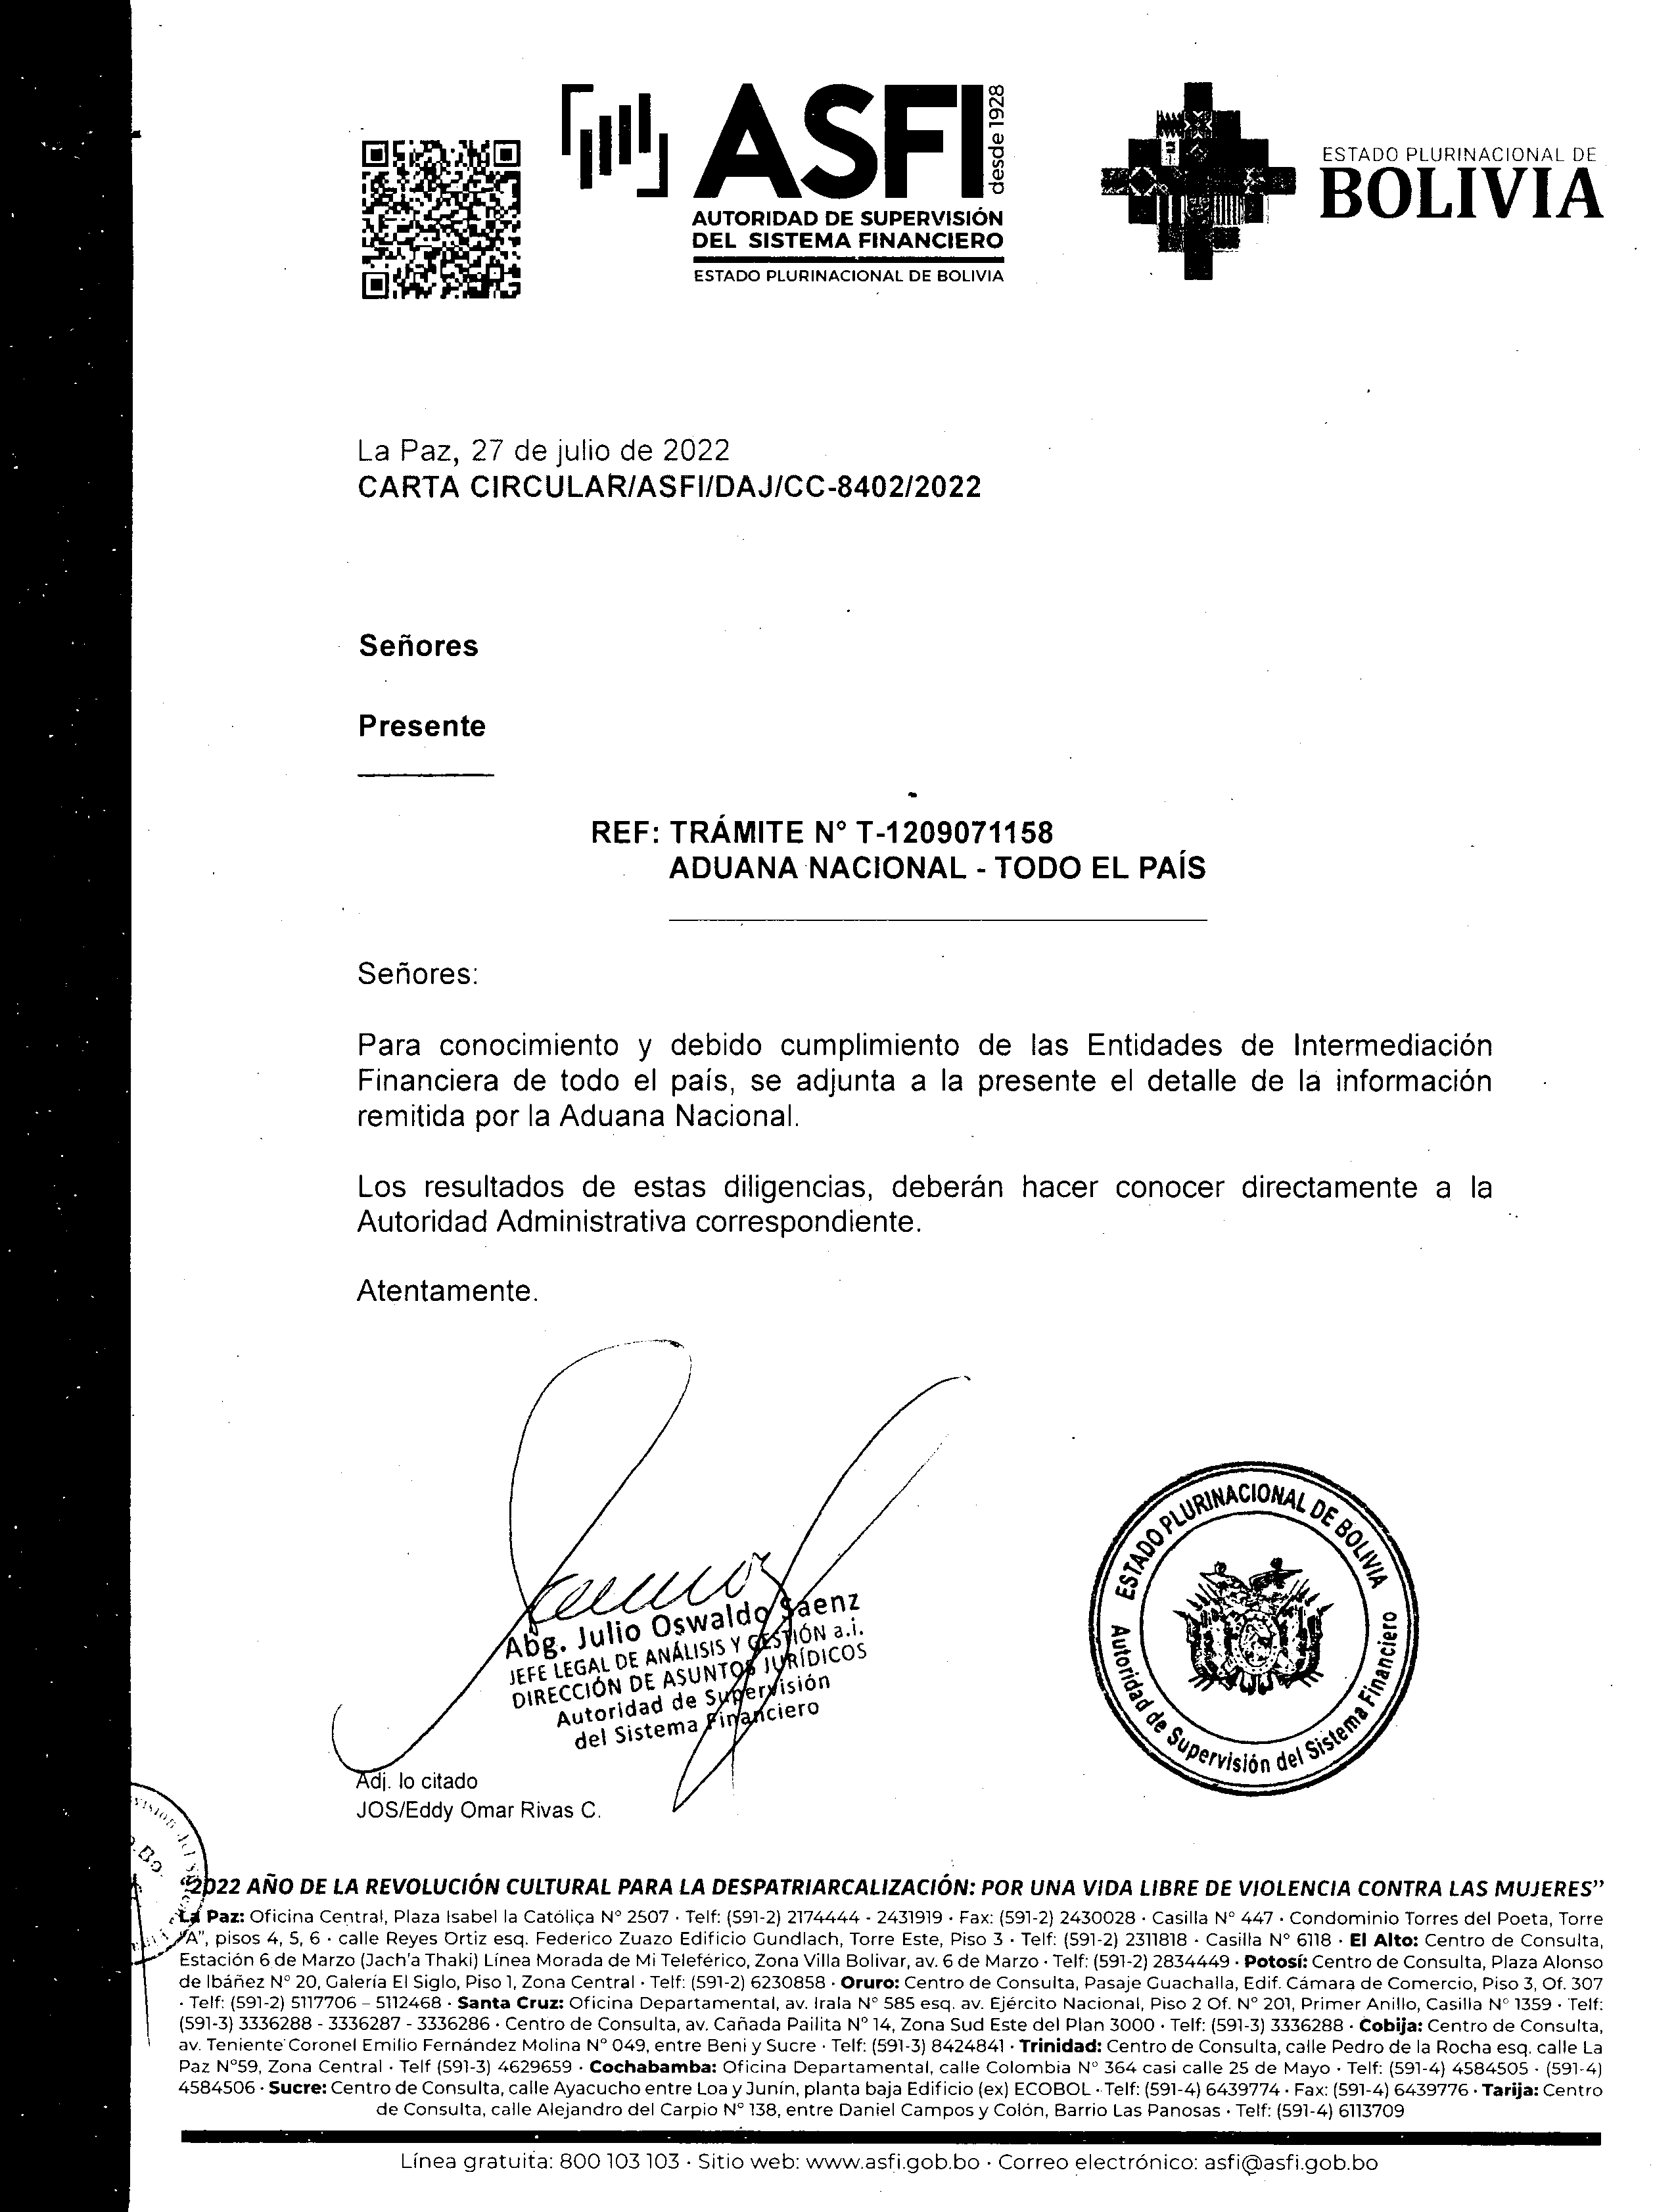 ASFI
desde 1928
AUTORIDAD DE SUPERVISIÓN
DEL SISTEMA FINANCIERO
ESTADO PLURINACIONAL DE BOLIVIA
ESTADO PLURINACIONAL DE
BOLIVIA
La Paz, 27 de julio de 2022
CARTA CIRCULAR/ASFI/DAJ/CC-8402/2022
Señores
Presente
REF: TRÁMITE N° T-1209071158
ADUANA NACIONAL - TODO EL PAÍS
Señores:
Para conocimiento y debido cumplimiento de las Entidades de Intermediación
Financiera de todo el país, se adjunta a la presente el detalle de la información
remitida por la Aduana Nacional.
Los resultados de estas diligencias, deberán hacer conocer directamente a la
Autoridad Administrativa correspondiente.
Atentamente.
Abg. Julio Oswaldo Sáenz
JEFE LEGAL DE ANÁLISIS Y GESTIÓN a.i.
DIRECCIÓN DE ASUNTOS JURÍDICOS
Autoridad de Supervisión
del Sistema Financiero
ESTADO PLURINACIONAL DE BOLIVIA
Autoridad de Supervisión del Sistema Financiero
Adj. lo citado
JOS/Eddy Omar Rivas C.
"2022 AÑO DE LA REVOLUCIÓN CULTURAL PARA LA DESPATRIARCALIZACIÓN: POR UNA VIDA LIBRE DE VIOLENCIA CONTRA LAS MUJERES"
La Paz: Oficina Central, Plaza Isabel la Católica N° 2507 · Telf: (591-2) 2174444 - 2431919 · Fax: (591-2) 2430028 · Casilla N° 447 · Condominio Torres del Poeta, Torre
"A", pisos 4, 5, 6 · calle Reyes Ortiz esq. Federico Zuazo Edificio Gundlach, Torre Este, Piso 3 · Telf: (591-2) 2311818 · Casilla N° 6118 · El Alto: Centro de Consulta,
Estación 6 de Marzo (Jach'a Thaki) Línea Morada de Mi Teleférico, Zona Villa Bolivar, av. 6 de Marzo · Telf: (591-2) 2834449 · Potosí: Centro de Consulta, Plaza Alonso
de Ibáñez N° 20, Galería El Siglo, Piso 1, Zona Central · Telf: (591-2) 6230858 · Oruro: Centro de Consulta, Pasaje Guachalla, Edif. Cámara de Comercio, Piso 3, Of. 307
· Telf: (591-2) 5117706 – 5112468 · Santa Cruz: Oficina Departamental, av. Irala N° 585 esq. av. Ejército Nacional, Piso 2 Of. N° 201, Primer Anillo, Casilla N° 1359 · Telf:
(591-3) 3336288 - 3336287 - 3336286 · Centro de Consulta, av. Cañada Pailita N° 14, Zona Sud Este del Plan 3000 · Telf: (591-3) 3336288 · Cobija: Centro de Consulta,
av. Teniente Coronel Emilio Fernández Molina N° 049, entre Beni y Sucre · Telf: (591-3) 8424841 · Trinidad: Centro de Consulta, calle Pedro de la Rocha esq. calle La
Paz N°59, Zona Central · Telf (591-3) 4629659 · Cochabamba: Oficina Departamental, calle Colombia N° 364 casi calle 25 de Mayo · Telf: (591-4) 4584505 · (591-4)
4584506 · Sucre: Centro de Consulta, calle Ayacucho entre Loa y Junín, planta baja Edificio (ex) ECOBOL · Telf: (591-4) 6439774 · Fax: (591-4) 6439776 · Tarija: Centro
de Consulta, calle Alejandro del Carpio N° 138, entre Daniel Campos y Colón, Barrio Las Panosas · Telf: (591-4) 6113709
Línea gratuita: 800 103 103 · Sitio web: www.asfi.gob.bo · Correo electrónico: asfi@asfi.gob.bo